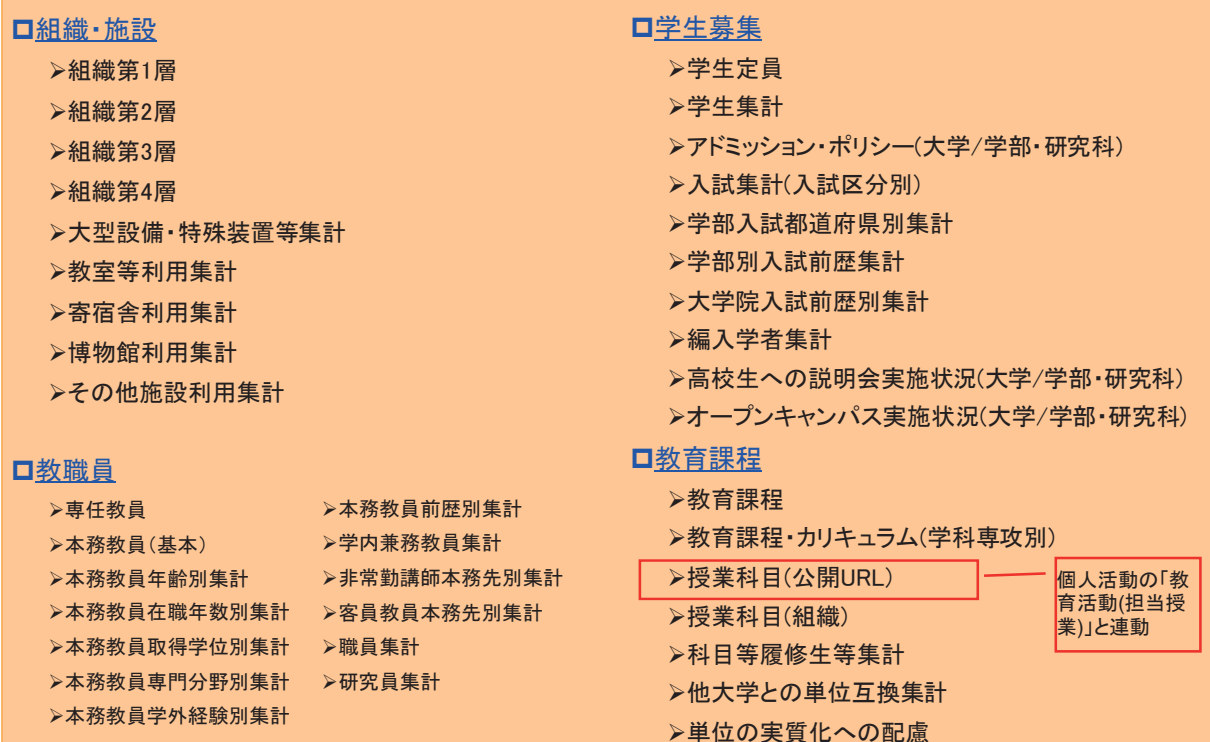 □組織・施設
➢組織第1層
➢組織第2層
➢組織第3層
➢組織第4層
➢大型設備・特殊装置等集計
➢教室等利用集計
➢寄宿舎利用集計
➢博物館利用集計
➢その他施設利用集計
□教職員
➢専任教員
➢本務教員(基本)
➢本務教員年齢別集計
➢本務教員在職年数別集計
➢本務教員取得学位別集計
➢本務教員専門分野別集計
➢本務教員学外経験別集計
➢本務教員前歴別集計
➢学内兼務教員集計
➢非常勤講師本務先別集計
➢客員教員本務先別集計
➢職員集計
➢研究員集計
□学生募集
➢学生定員
➢学生集計
➢アドミッション・ポリシー(大学/学部・研究科)
➢入試集計(入試区分別)
➢学部入試都道府県別集計
➢学部別入試前歴集計
➢大学院入試前歴別集計
➢編入学者集計
➢高校生への説明会実施状況(大学/学部・研究科)
➢オープンキャンパス実施状況(大学/学部・研究科)
□教育課程
➢教育課程
➢教育課程・カリキュラム(学科専攻別)
➢授業科目(公開URL)
➢授業科目(組織)
➢科目等履修生等集計
➢他大学との単位互換集計
➢単位の実質化への配慮
個人活動の「教
育活動(担当授
業)」と連動